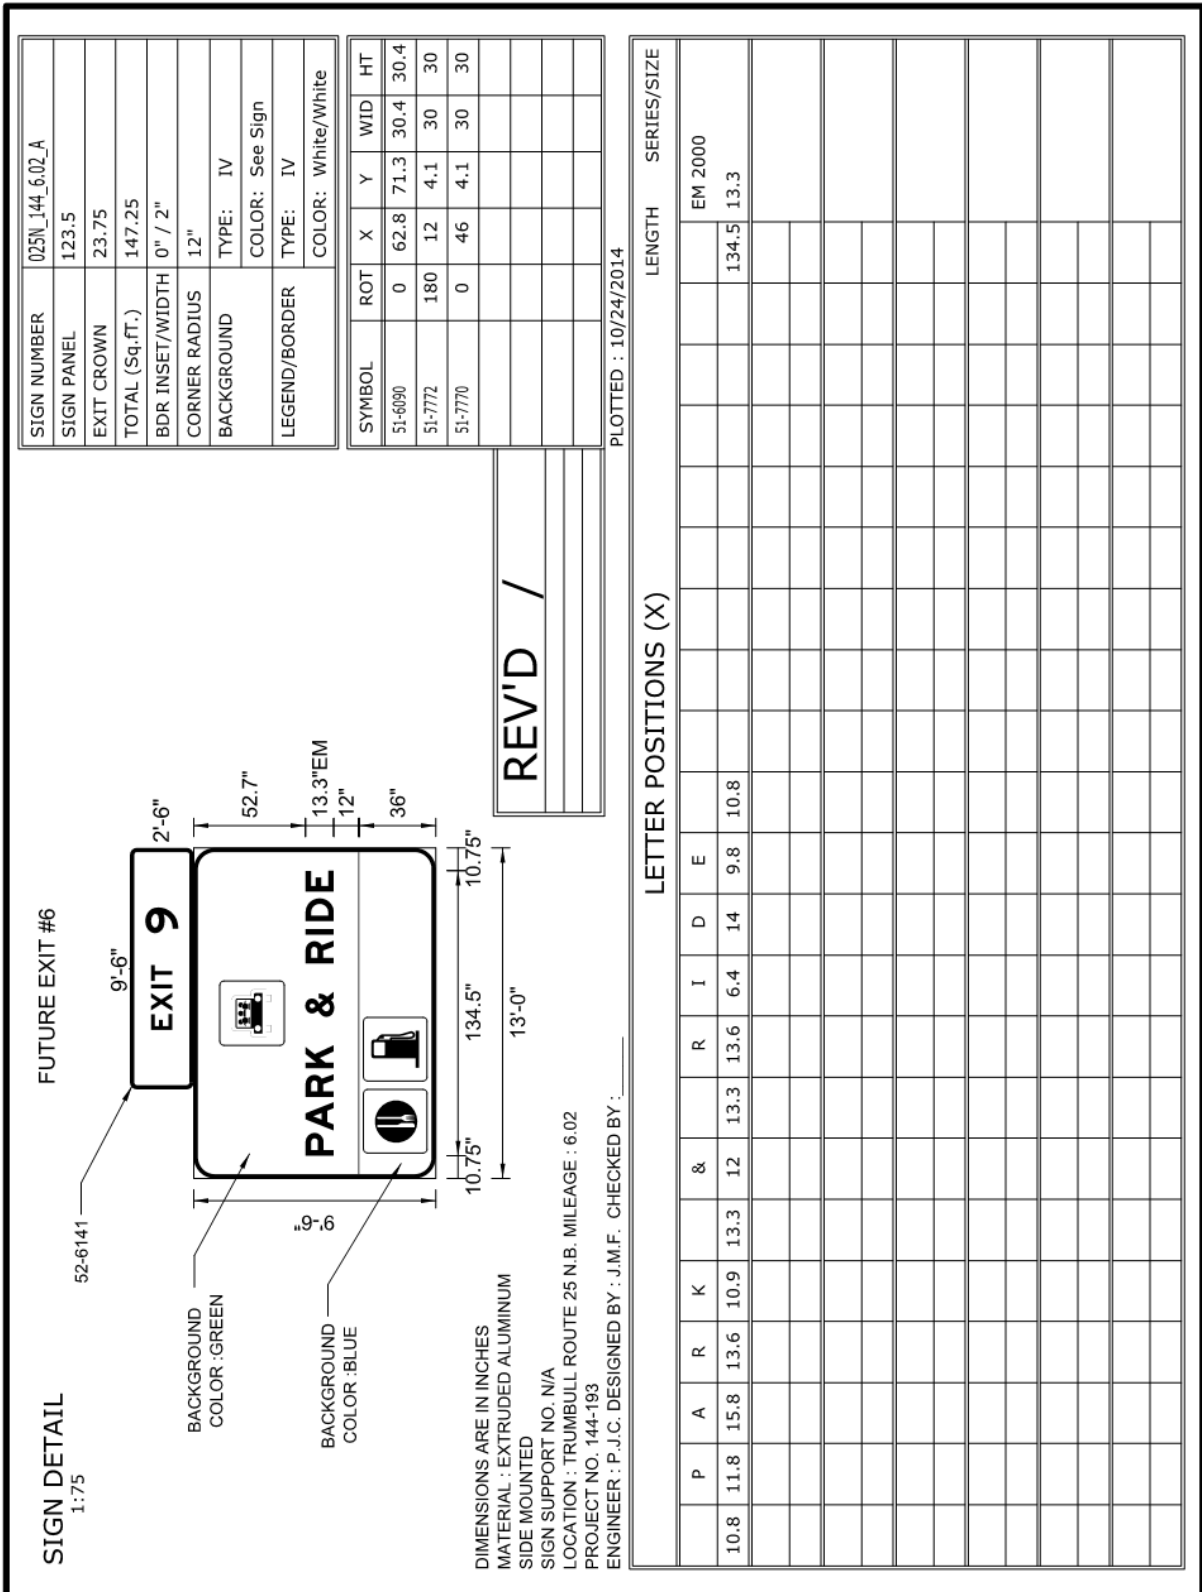 SIGN DETAIL
1:75
FUTURE EXIT #6
52-6141
9'-6"
2'-6"
EXIT 9
BACKGROUND
COLOR :GREEN
BACKGROUND
COLOR :BLUE
9'-6"
PARK & RIDE
52.7"
13.3"EM
12"
36"
10.75" 134.5" 10.75"
13'-0"
DIMENSIONS ARE IN INCHES
MATERIAL : EXTRUDED ALUMINUM
SIDE MOUNTED
SIGN SUPPORT NO. N/A
LOCATION : TRUMBULL ROUTE 25 N.B. MILEAGE : 6.02
PROJECT NO. 144-193
ENGINEER : P.J.C. DESIGNED BY : J.M.F. CHECKED BY :______
REV'D /
SIGN NUMBER 025N_144_6.02_A
SIGN PANEL 123.5
EXIT CROWN 23.75
TOTAL (Sq.fT.) 147.25
BDR INSET/WIDTH 0" / 2"
CORNER RADIUS 12"
BACKGROUND TYPE: IV
COLOR: See Sign
LEGEND/BORDER TYPE: IV
COLOR: White/White
SYMBOL ROT X Y WID HT
51-6090 0 62.8 71.3 30.4 30.4
51-7772 180 12 4.1 30 30
51-7770 0 46 4.1 30 30
PLOTTED : 10/24/2014
LETTER POSITIONS (X) LENGTH SERIES/SIZE
P A R K & R I D E EM 2000
10.8 11.8 15.8 13.6 10.9 13.3 12 13.3 13.6 6.4 14 9.8 10.8 134.5 13.3